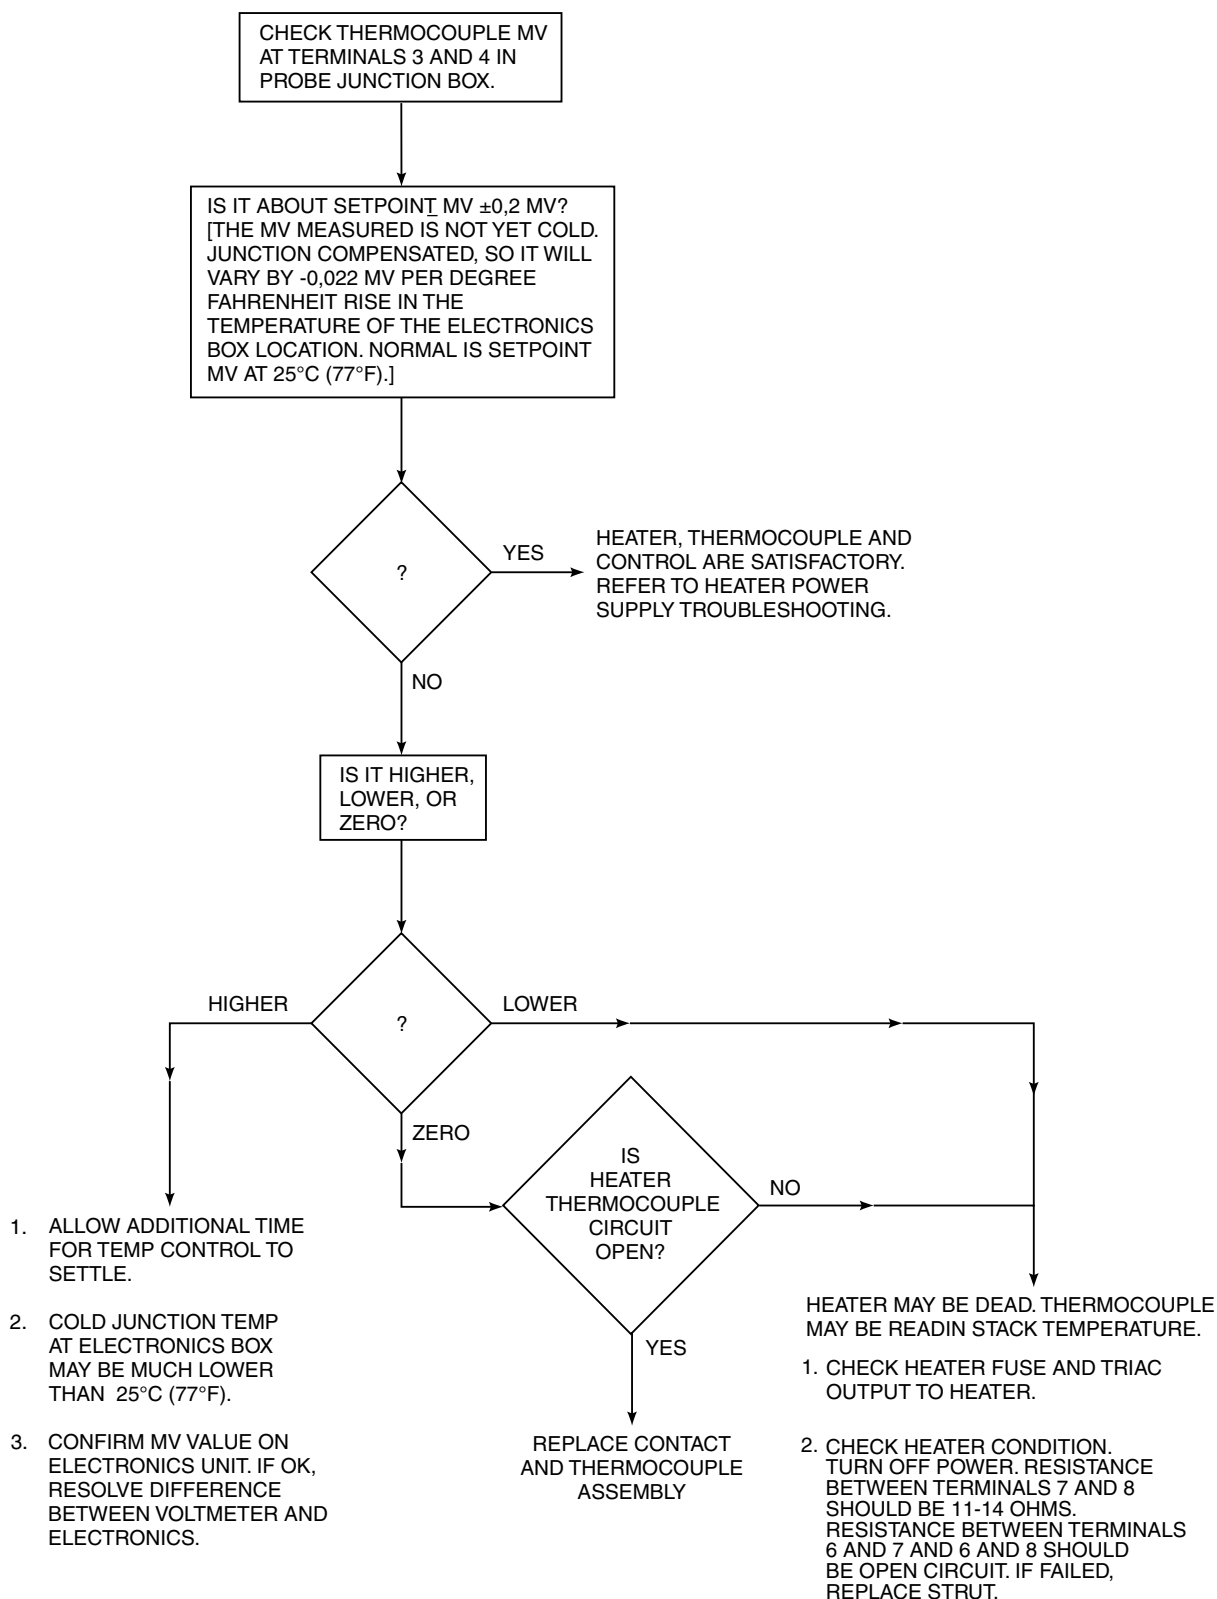 CHECK THERMOCOUPLE MV
AT TERMINALS 3 AND 4 IN
PROBE JUNCTION BOX.
IS IT ABOUT SETPOINT MV ±0,2 MV?
[THE MV MEASURED IS NOT YET COLD.
JUNCTION COMPENSATED, SO IT WILL
VARY BY -0,022 MV PER DEGREE
FAHRENHEIT RISE IN THE
TEMPERATURE OF THE ELECTRONICS
BOX LOCATION. NORMAL IS SETPOINT
MV AT 25°C (77°F).]
?
YES
HEATER, THERMOCOUPLE AND
CONTROL ARE SATISFACTORY.
REFER TO HEATER POWER
SUPPLY TROUBLESHOOTING.
NO
IS IT HIGHER,
LOWER, OR
ZERO?
?
HIGHER
LOWER
ZERO
IS
HEATER
THERMOCOUPLE
CIRCUIT
OPEN?
NO
YES
1. ALLOW ADDITIONAL TIME
FOR TEMP CONTROL TO
SETTLE.
2. COLD JUNCTION TEMP
AT ELECTRONICS BOX
MAY BE MUCH LOWER
THAN 25°C (77°F).
3. CONFIRM MV VALUE ON
ELECTRONICS UNIT. IF OK,
RESOLVE DIFFERENCE
BETWEEN VOLTMETER AND
ELECTRONICS.
REPLACE CONTACT
AND THERMOCOUPLE
ASSEMBLY
HEATER MAY BE DEAD. THERMOCOUPLE
MAY BE READIN STACK TEMPERATURE.
1. CHECK HEATER FUSE AND TRIAC
OUTPUT TO HEATER.
2. CHECK HEATER CONDITION.
TURN OFF POWER. RESISTANCE
BETWEEN TERMINALS 7 AND 8
SHOULD BE 11-14 OHMS.
RESISTANCE BETWEEN TERMINALS
6 AND 7 AND 6 AND 8 SHOULD
BE OPEN CIRCUIT. IF FAILED,
REPLACE STRUT.